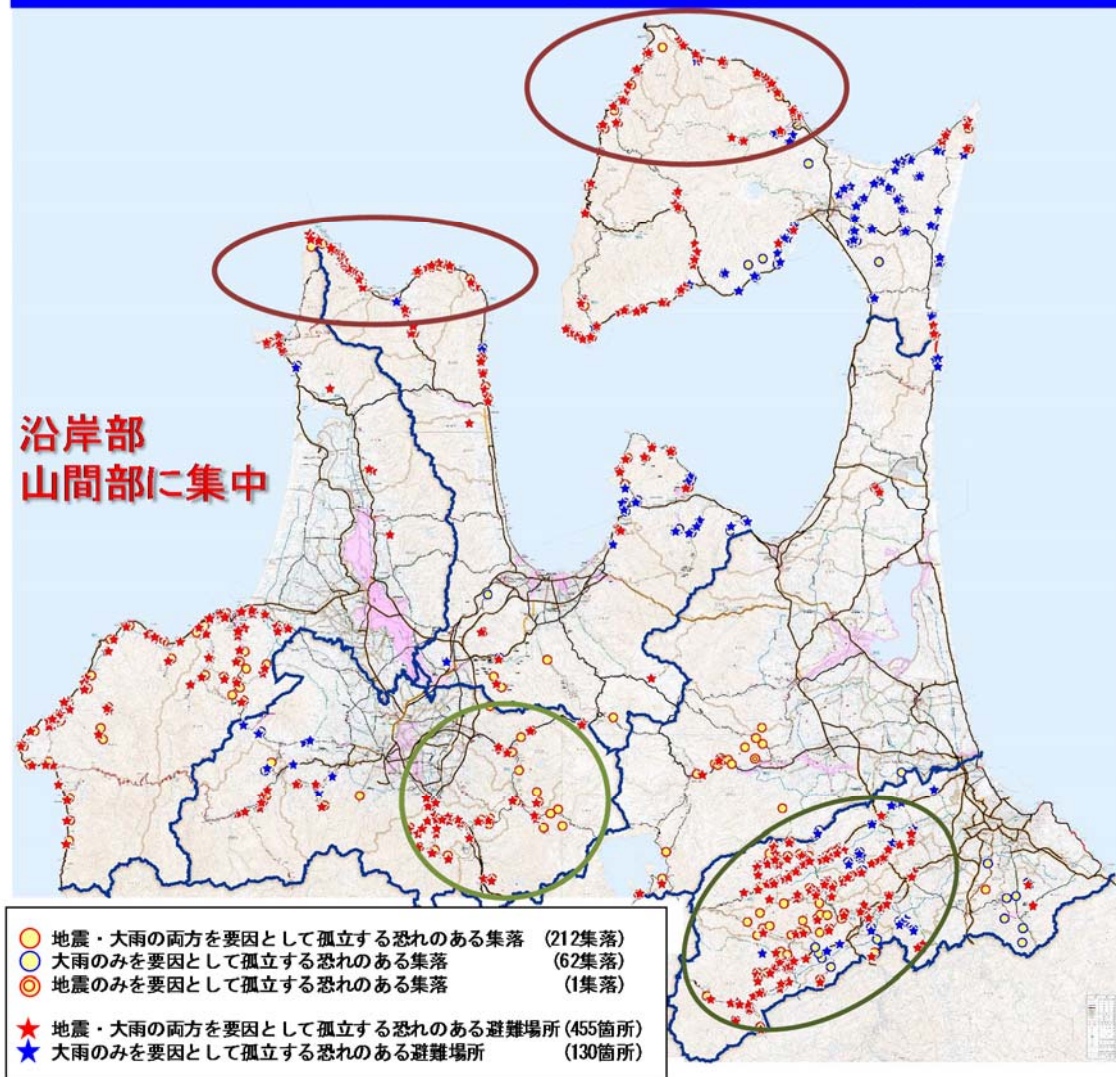 沿岸部
山間部に集中
地震・大雨の両方を要因として孤立する恐れのある集落 (212集落)
大雨のみを要因として孤立する恐れのある集落 (62集落)
地震のみを要因として孤立する恐れのある集落 (1集落)
地震・大雨の両方を要因として孤立する恐れのある避難場所(455箇所)
大雨のみを要因として孤立する恐れのある避難場所 (130箇所)